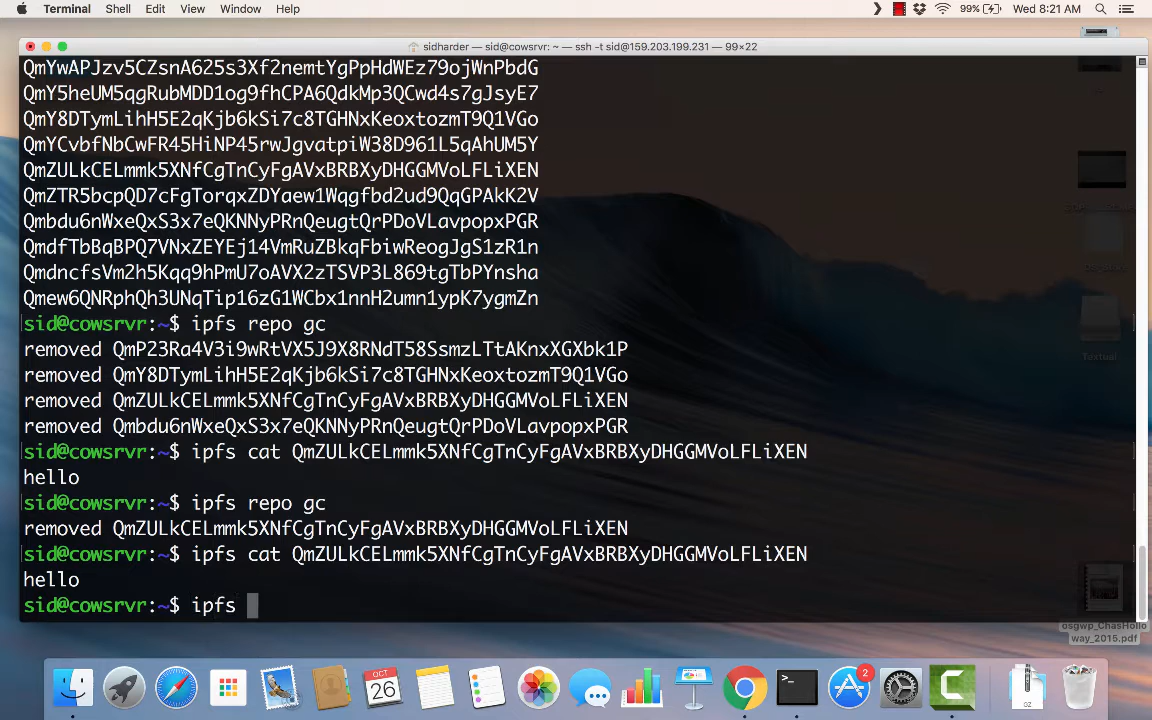 Terminal Shell Edit View Window Help 99% Wed 8:21 AM
sidharder — sid@cowsrvr: ~ — ssh -t sid@159.203.199.231 — 99×22
QmYwAPJzv5CZsnA625s3Xf2nemtYgPpHdWEz79ojWnPbdG
QmY5heUM5qgRubMDD1og9fhCPA6QdkMp3QCwd4s7gJsyE7
QmY8DTymLihH5E2qKjb6kSi7c8TGHNxKeoxtozmT9Q1VGo
QmYCvbfNbCwFR45HiNP45rwJgvatpiW38D961L5qAhUM5Y
QmZULkCELmmk5XNfCgTnCyFgAVxBRBXyDHGGMVoLFLiXEN
QmZTR5bcpQD7cFgTorqxZDYaew1Wqgfbd2ud9QqGPAkK2V
Qmbdu6nWxeQxS3x7eQKNNyPRnQeugtQrPDoVLavpopxPGR
QmdfTbBqBPQ7VNxZEYEj14VmRuZBkqFbiwReogJgS1zR1n
QmdncfsVm2h5Kqq9hPmU7oAVX2zTSVP3L869tgTbPYnsha
Qmew6QNRphQh3UNqTip16zG1WCbx1nnH2umn1ypK7ygmZn
sid@cowsrvr:~$ ipfs repo gc
removed QmP23Ra4V3i9wRtVX5J9X8RNdT58SsmzLTtAKnxXGXbk1P
removed QmY8DTymLihH5E2qKjb6kSi7c8TGHNxKeoxtozmT9Q1VGo
removed QmZULkCELmmk5XNfCgTnCyFgAVxBRBXyDHGGMVoLFLiXEN
removed Qmbdu6nWxeQxS3x7eQKNNyPRnQeugtQrPDoVLavpopxPGR
sid@cowsrvr:~$ ipfs cat QmZULkCELmmk5XNfCgTnCyFgAVxBRBXyDHGGMVoLFLiXEN
hello
sid@cowsrvr:~$ ipfs repo gc
removed QmZULkCELmmk5XNfCgTnCyFgAVxBRBXyDHGGMVoLFLiXEN
sid@cowsrvr:~$ ipfs cat QmZULkCELmmk5XNfCgTnCyFgAVxBRBXyDHGGMVoLFLiXEN
hello
sid@cowsrvr:~$ ipfs
Textual
osgwp_ChasHollo
way_2015.pdf
OCT
26
2
GZ